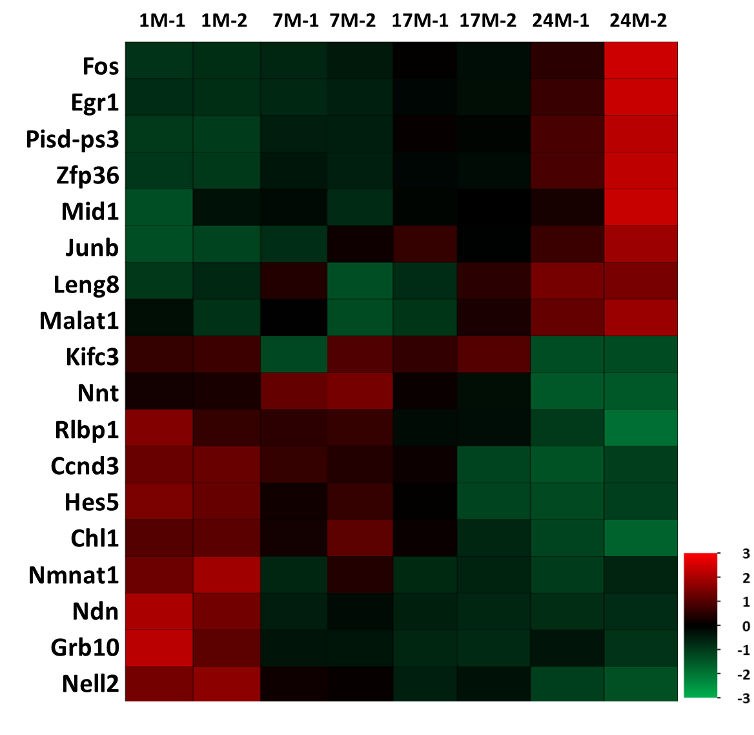 1M-1 1M-2 7M-1 7M-2 17M-1 17M-2 24M-1 24M-2
Fos
Egr1
Pisd-ps3
Zfp36
Mid1
Junb
Leng8
Malat1
Kifc3
Nnt
Rlbp1
Ccnd3
Hes5
Chl1
Nmnat1
Ndn
Grb10
Nell2
3
2
1
0
-1
-2
-3